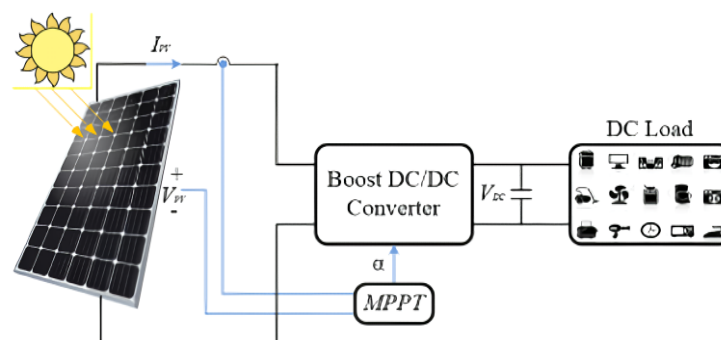 I_PV
DC Load
Boost DC/DC
Converter
+
V_PV
-
V_DC
α
MPPT